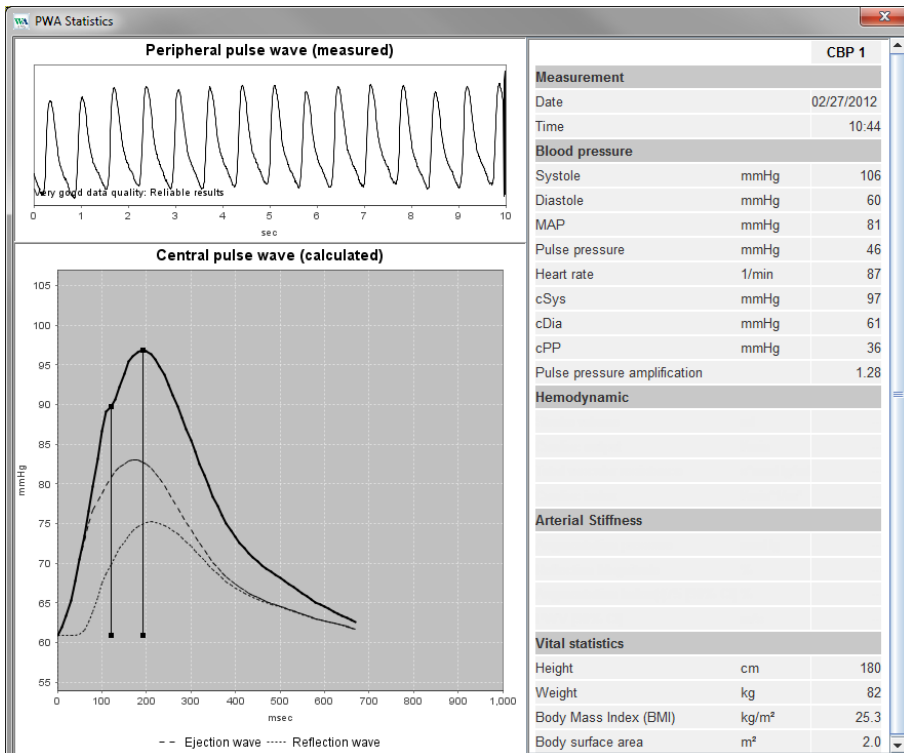 WA PWA Statistics
Peripheral pulse wave (measured)
Very good data quality: Reliable results
0 1 2 3 4 5 6 7 8 9 10
sec
Central pulse wave (calculated)
105
100
95
90
85
80
75
70
65
60
55
mmHg
0 100 200 300 400 500 600 700 800 900 1,000
msec
Ejection wave Reflection wave
CBP 1
Measurement
Date 02/27/2012
Time 10:44
Blood pressure
Systole mmHg 106
Diastole mmHg 60
MAP mmHg 81
Pulse pressure mmHg 46
Heart rate 1/min 87
cSys mmHg 97
cDia mmHg 61
cPP mmHg 36
Pulse pressure amplification 1.28
Hemodynamic
Arterial Stiffness
Vital statistics
Height cm 180
Weight kg 82
Body Mass Index (BMI) kg/m² 25.3
Body surface area m² 2.0